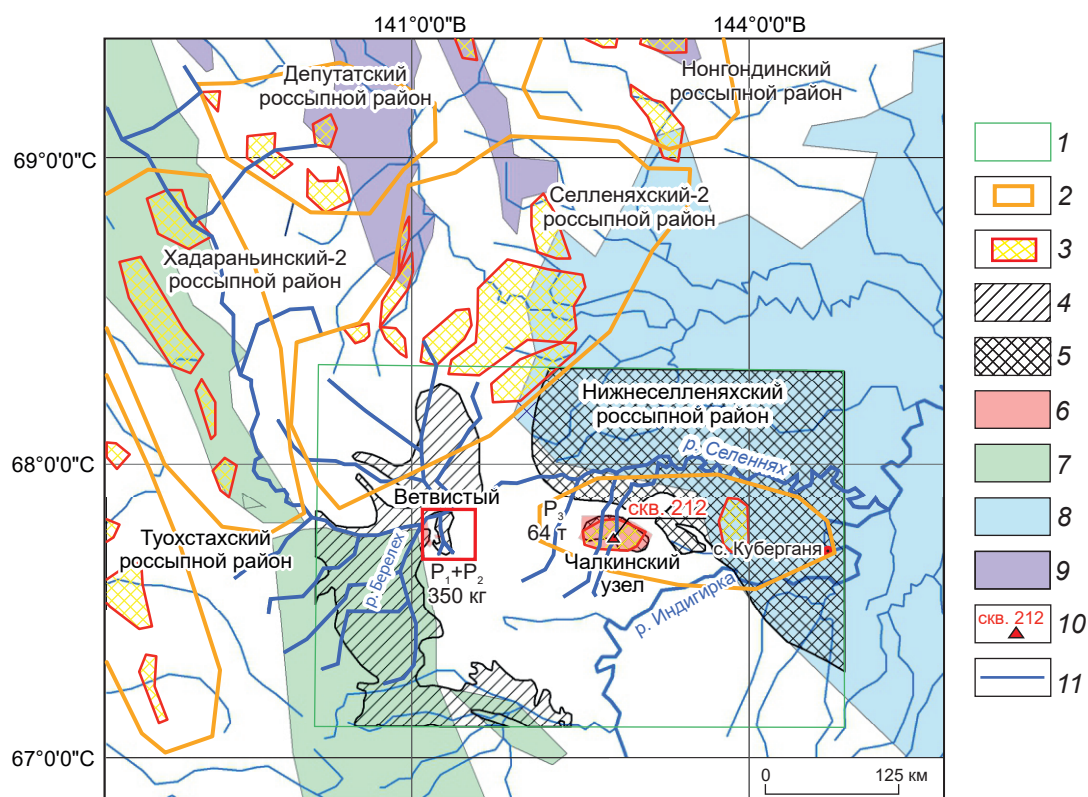 141°0'0"В
144°0'0"В
Депутатский
россыпной район
Нонгондинский
россыпной район
69°0'0"С
1
2
Селленяхский-2
россыпной район
3
Хадараньинский-2
россыпной район
4
5
Нижнеселленяхский
россыпной район
6
р. Селеннях
7
68°0'0"С
Ветвистый
P3
64 т
скв. 212
8
Туохстахский
россыпной район
с. Куберганя
Чалкинский
узел
р. Берелех
P1+P2
350 кг
р. Индигирка
9
скв. 212
10
11
67°0'0"С
0
125 км